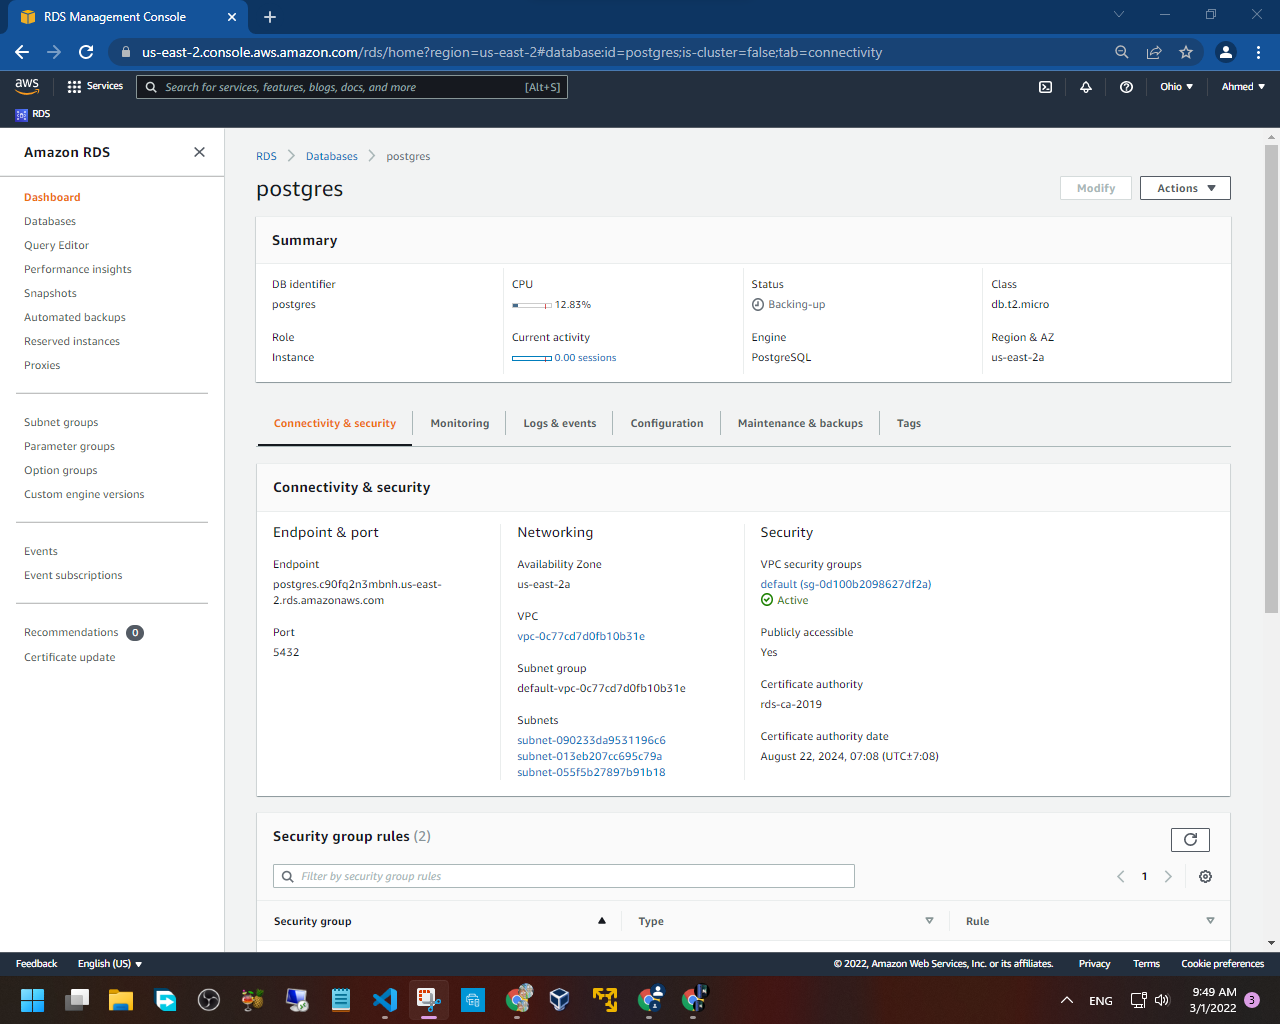 RDS Management Console
us-east-2.console.aws.amazon.com/rds/home?region=us-east-2#database:id=postgres;is-cluster=false;tab=connectivity
aws
Services
Search for services, features, blogs, docs, and more
[Alt+S]
Ohio
Ahmed
RDS
Amazon RDS
Dashboard
Databases
Query Editor
Performance insights
Snapshots
Automated backups
Reserved instances
Proxies
Subnet groups
Parameter groups
Option groups
Custom engine versions
Events
Event subscriptions
Recommendations 0
Certificate update
RDS
Databases
postgres
postgres
Modify
Actions
Summary
DB identifier
postgres
CPU
12.83%
Status
Backing-up
Class
db.t2.micro
Role
Instance
Current activity
0.00 sessions
Engine
PostgreSQL
Region & AZ
us-east-2a
Connectivity & security
Monitoring
Logs & events
Configuration
Maintenance & backups
Tags
Connectivity & security
Endpoint & port
Endpoint
postgres.c90fq2n3mbnh.us-east-
2.rds.amazonaws.com
Port
5432
Networking
Availability Zone
us-east-2a
VPC
vpc-0c77cd7d0fb10b31e
Subnet group
default-vpc-0c77cd7d0fb10b31e
Subnets
subnet-090233da9531196c6
subnet-013eb207cc695c79a
subnet-055f5b27897b91b18
Security
VPC security groups
default (sg-0d100b2098627df2a)
Active
Publicly accessible
Yes
Certificate authority
rds-ca-2019
Certificate authority date
August 22, 2024, 07:08 (UTC±7:08)
Security group rules (2)
Filter by security group rules
1
Security group
Type
Rule
Feedback
English (US)
© 2022, Amazon Web Services, Inc. or its affiliates.
Privacy
Terms
Cookie preferences
ENG
9:49 AM
3/1/2022
3